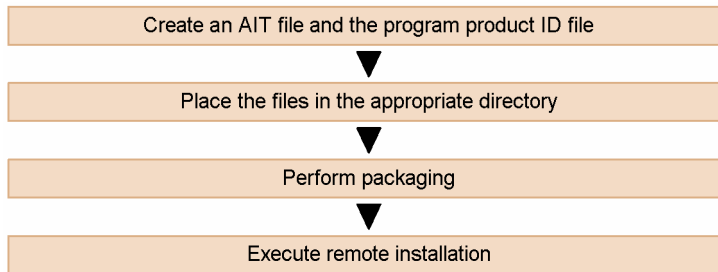 Create an AIT file and the program product ID file
Place the files in the appropriate directory
Perform packaging
Execute remote installation